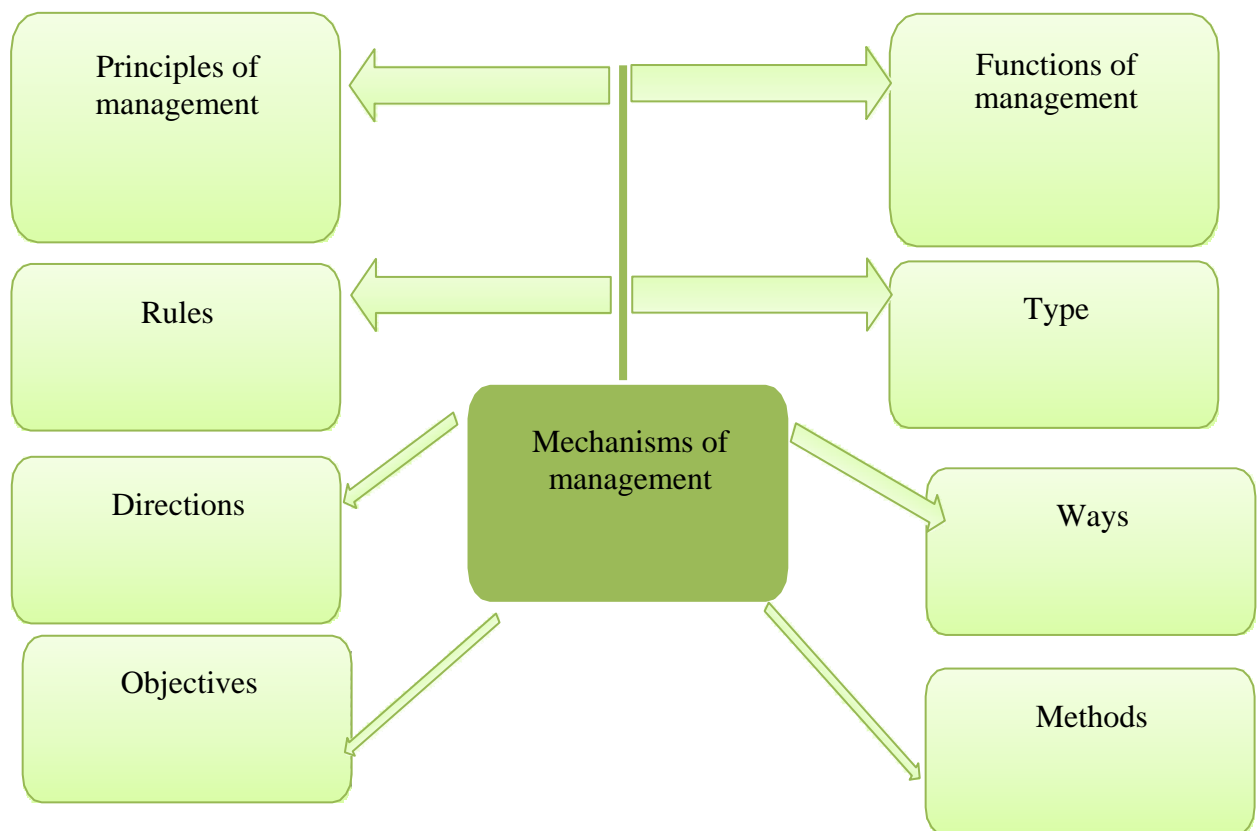 Principles of
management
Functions of
management
Rules
Type
Mechanisms of
management
Directions
Ways
Objectives
Methods